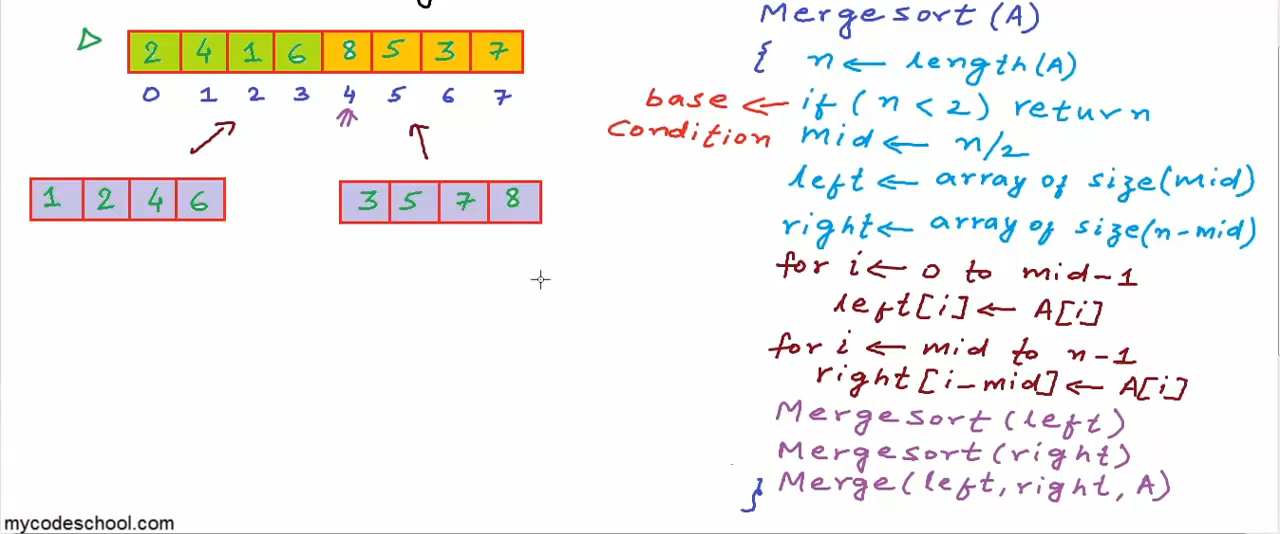 2 4 1 6 8 5 3 7
0 1 2 3 4 5 6 7
1 2 4 6
3 5 7 8
Mergesort(A)
{ n ← length(A)
base ← if (n < 2) return
Condition mid ← n/2
left ← array of size(mid)
right ← array of size(n-mid)
for i ← 0 to mid-1
left[i] ← A[i]
for i ← mid to n-1
right[i-mid] ← A[i]
Mergesort(left)
Mergesort(right)
} Merge(left, right, A)
mycodeschool.com